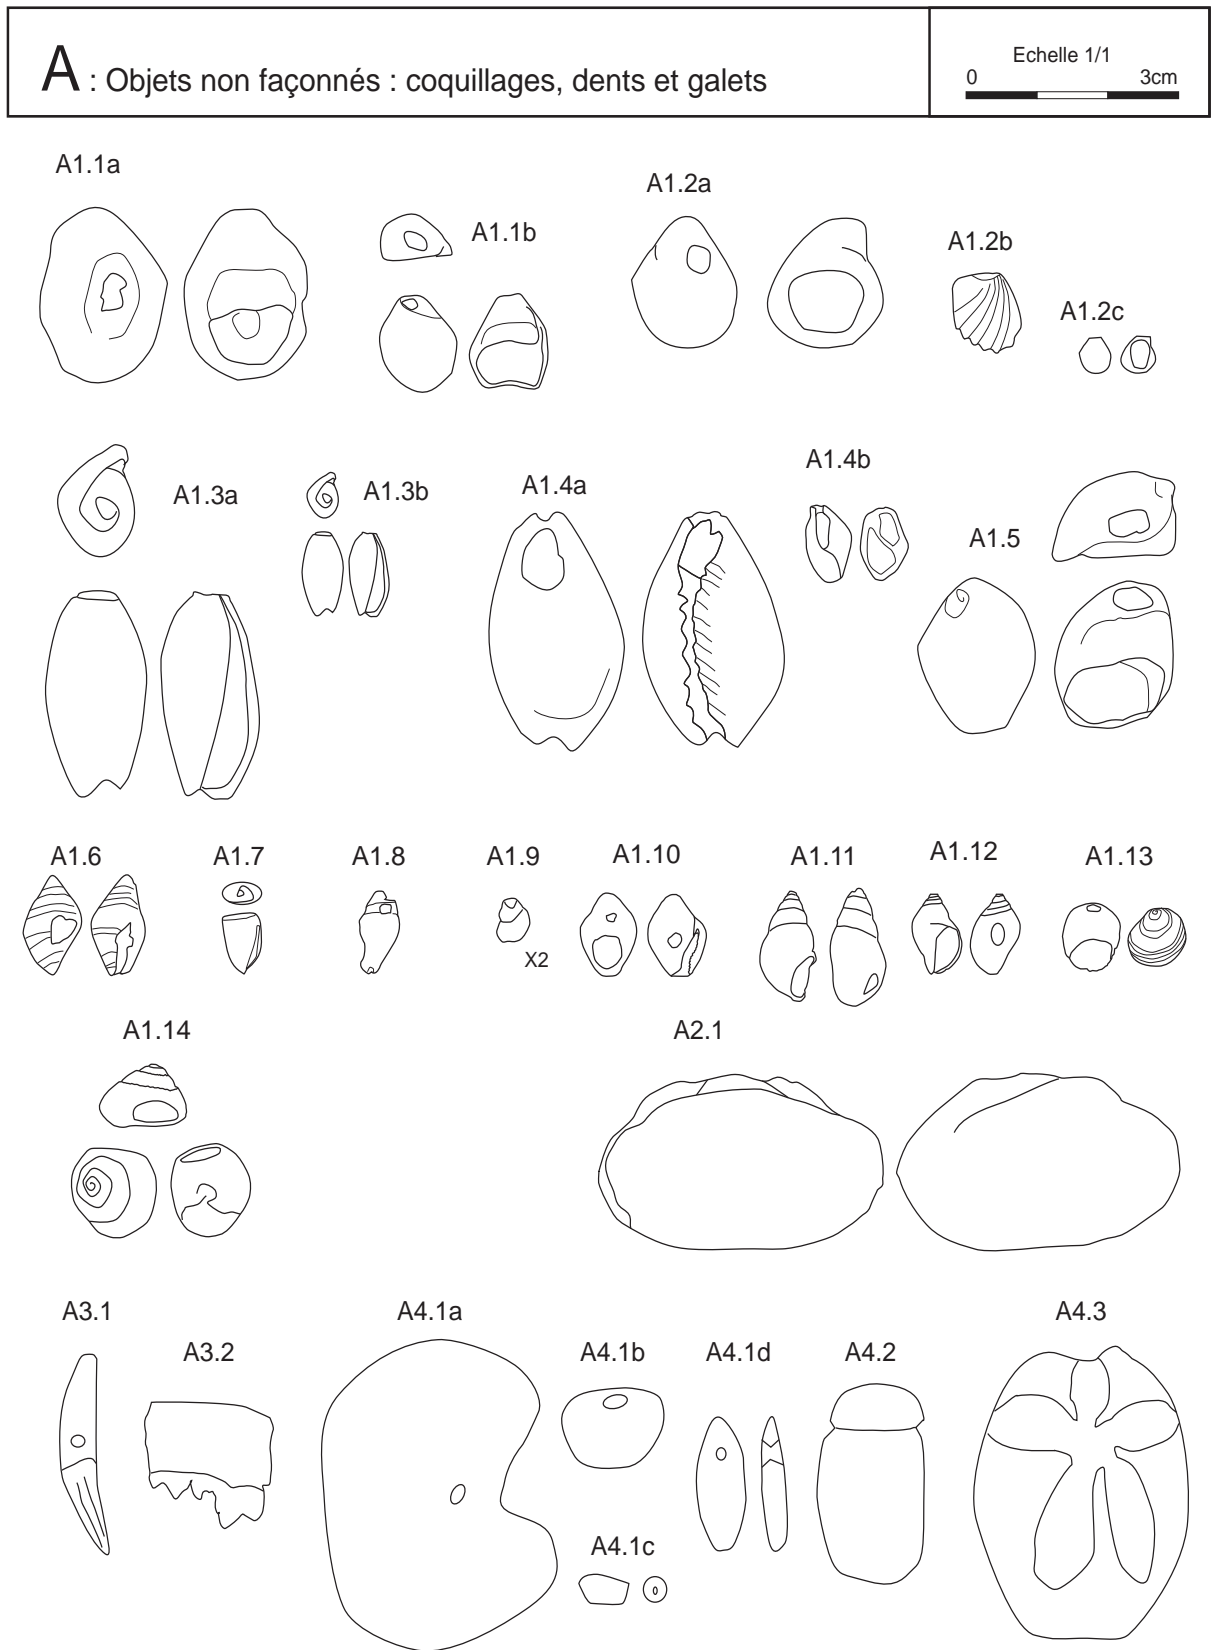 A : Objets non façonnés : coquillages, dents et galets
Echelle 1/1
0 3cm
A1.1a
A1.1b
A1.2a
A1.2b
A1.2c
A1.3a
A1.3b
A1.4a
A1.4b
A1.5
A1.6
A1.7
A1.8
A1.9
X2
A1.10
A1.11
A1.12
A1.13
A1.14
A2.1
A3.1
A3.2
A4.1a
A4.1b
A4.1c
A4.1d
A4.2
A4.3